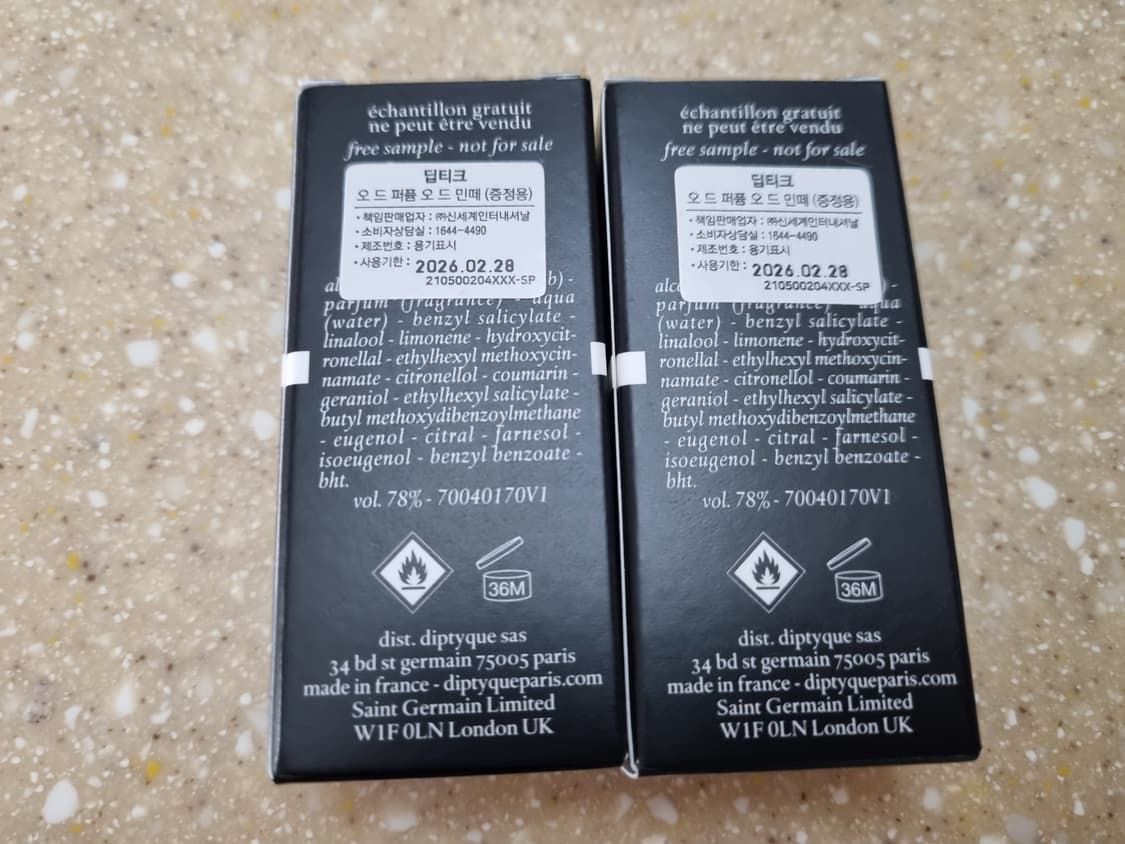 échantillon gratuit
ne peut être vendu
free sample - not for sale
딥티크
오 드 퍼퓸 오 드 민떼 (증정용)
• 책임판매업자 : ㈜신세계인터내셔날
• 소비자상담실 : 1644-4490
• 제조번호 : 용기표시
• 사용기한 : 2026.02.28
210500204XXX-SP
parfum (fragrance) - aqua
(water) - benzyl salicylate -
linalool - limonene - hydroxycit-
ronellal - ethylhexyl methoxycin-
namate - citronellol - coumarin -
geraniol - ethylhexyl salicylate -
butyl methoxydibenzoylmethane
- eugenol - citral - farnesol -
isoeugenol - benzyl benzoate -
bht.
vol. 78% - 70040170V1
36M
dist. diptyque sas
34 bd st germain 75005 paris
made in france - diptyqueparis.com
Saint Germain Limited
W1F 0LN London UK
échantillon gratuit
ne peut être vendu
free sample - not for sale
딥티크
오 드 퍼퓸 오 드 민떼 (증정용)
• 책임판매업자 : ㈜신세계인터내셔날
• 소비자상담실 : 1644-4490
• 제조번호 : 용기표시
• 사용기한 : 2026.02.28
210500204XXX-SP
parfum (fragrance) - aqua
(water) - benzyl salicylate -
linalool - limonene - hydroxycit-
ronellal - ethylhexyl methoxycin-
namate - citronellol - coumarin -
geraniol - ethylhexyl salicylate -
butyl methoxydibenzoylmethane
- eugenol - citral - farnesol -
isoeugenol - benzyl benzoate -
bht.
vol. 78% - 70040170V1
36M
dist. diptyque sas
34 bd st germain 75005 paris
made in france - diptyqueparis.com
Saint Germain Limited
W1F 0LN London UK